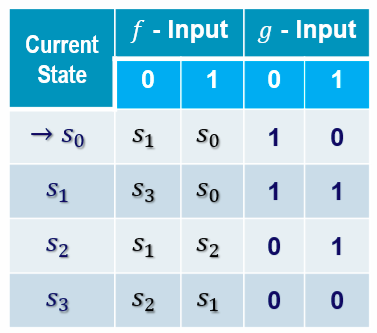 Current State f - Input g - Input
0 1 0 1
→ s₀ s₁ s₀ 1 0
s₁ s₃ s₀ 1 1
s₂ s₁ s₂ 0 1
s₃ s₂ s₁ 0 0